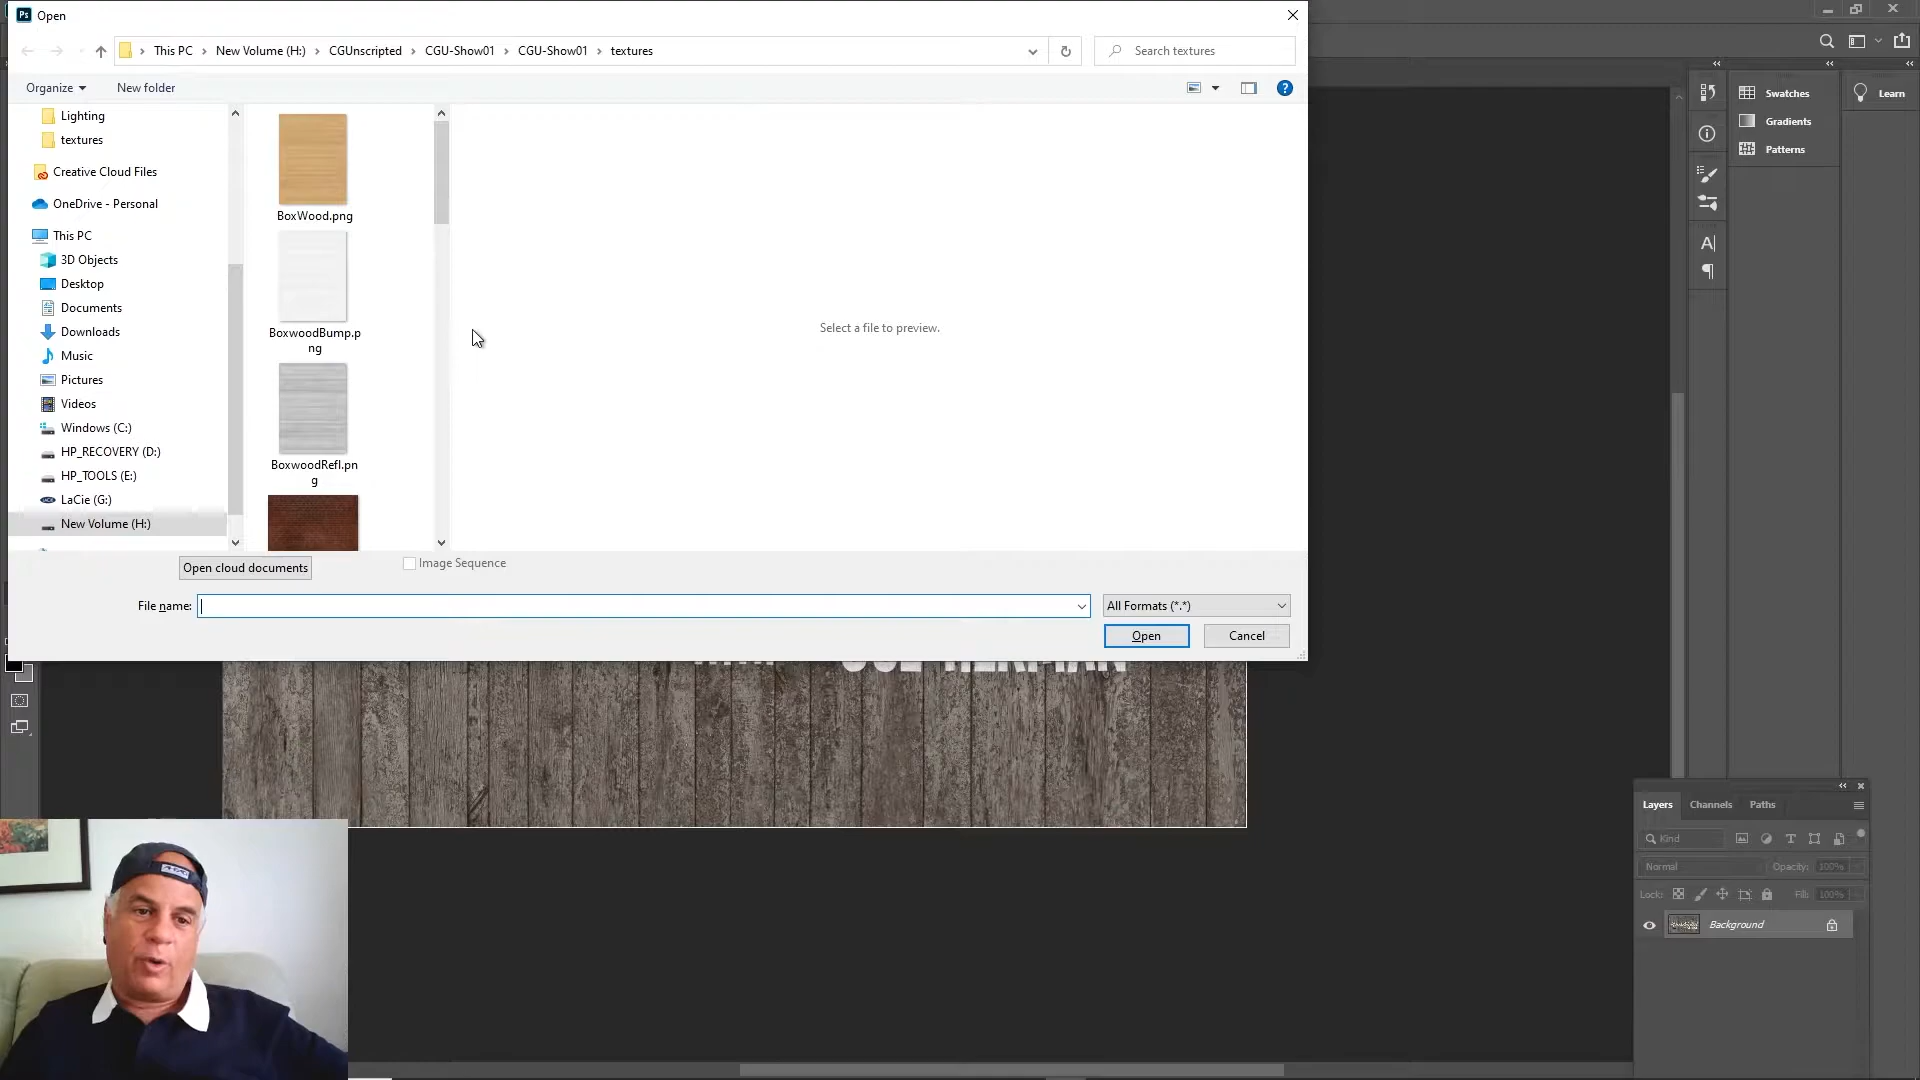 Ps Open
This PC > New Volume (H:) > CGUnscripted > CGU-Show01 > CGU-Show01 > textures
Search textures
Organize
New folder
Lighting
textures
Creative Cloud Files
OneDrive - Personal
This PC
3D Objects
Desktop
Documents
Downloads
Music
Pictures
Videos
Windows (C:)
HP_RECOVERY (D:)
HP_TOOLS (E:)
LaCie (G:)
New Volume (H:)
BoxWood.png
BoxwoodBump.p
ng
BoxwoodRefl.pn
g
Select a file to preview.
Open cloud documents
Image Sequence
File name:
All Formats (*.*)
Open
Cancel
Swatches
Gradients
Patterns
Learn
Layers
Channels
Paths
Kind
Normal
Opacity: 100%
Lock:
Fill: 100%
Background